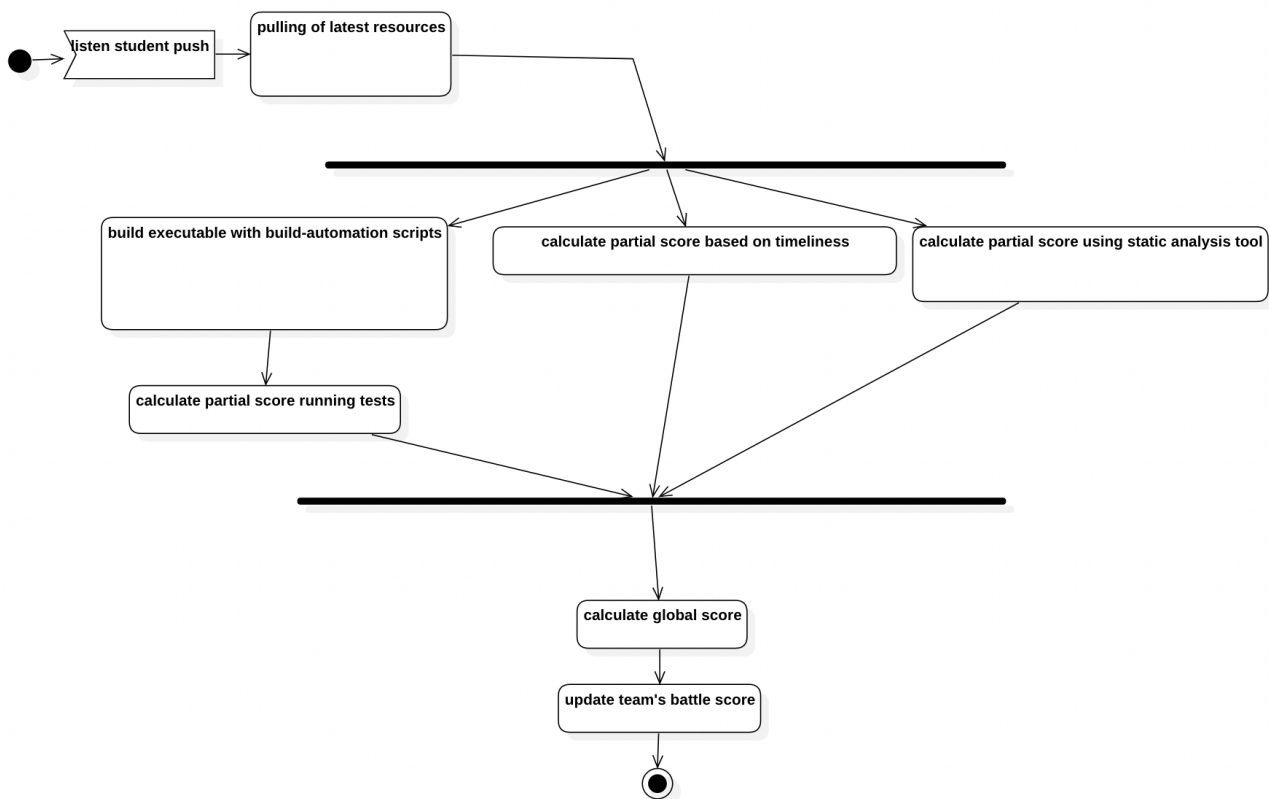 listen student push
pulling of latest resources
build executable with build-automation scripts
calculate partial score based on timeliness
calculate partial score using static analysis tool
calculate partial score running tests
calculate global score
update team's battle score